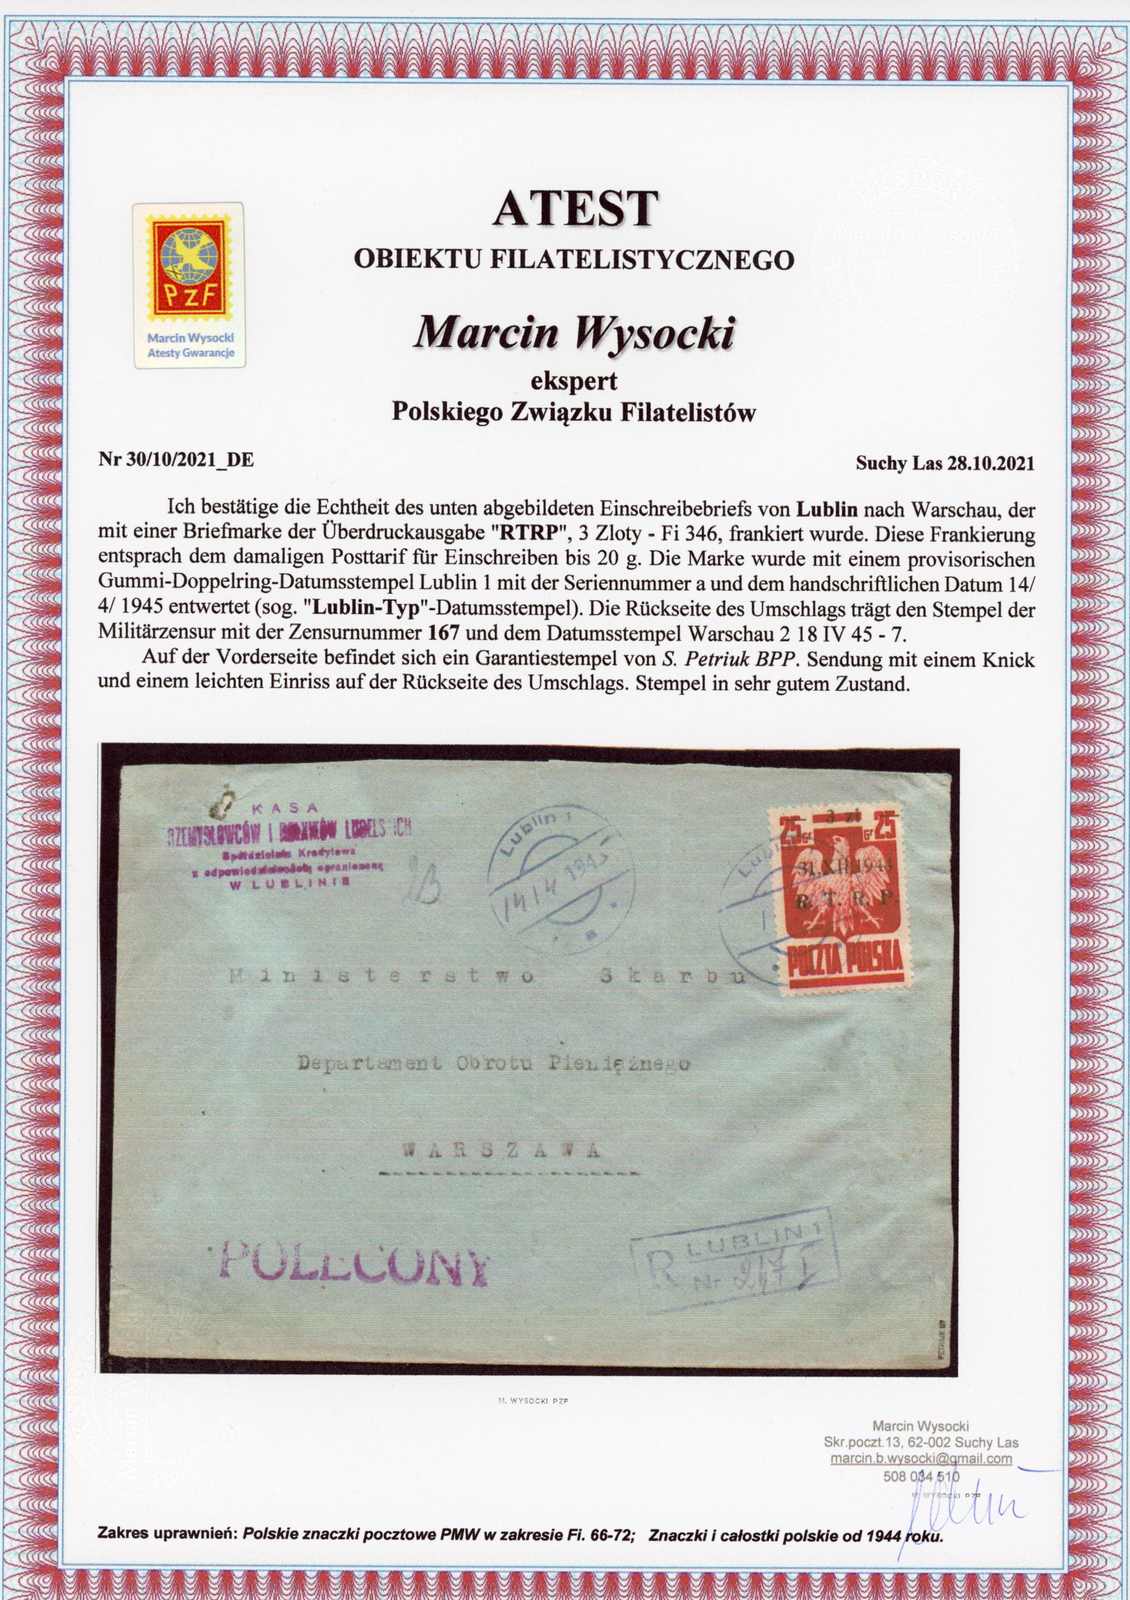 ATEST
OBIEKTU FILATELISTYCZNEGO
PZF
Marcin Wysocki
Atesty Gwarancje
Marcin Wysocki
ekspert
Polskiego Związku Filatelistów
Nr 30/10/2021_DE
Suchy Las 28.10.2021
Ich bestätige die Echtheit des unten abgebildeten Einschreibebriefs von Lublin nach Warschau, der
mit einer Briefmarke der Überdruckausgabe "RTRP", 3 Zloty - Fi 346, frankiert wurde. Diese Frankierung
entsprach dem damaligen Posttarif für Einschreiben bis 20 g. Die Marke wurde mit einem provisorischen
Gummi-Doppelring-Datumsstempel Lublin 1 mit der Seriennummer a und dem handschriftlichen Datum 14/
4/ 1945 entwertet (sog. "Lublin-Typ"-Datumsstempel). Die Rückseite des Umschlags trägt den Stempel der
Militärzensur mit der Zensurnummer 167 und dem Datumsstempel Warschau 2 18 IV 45 - 7.
Auf der Vorderseite befindet sich ein Garantiestempel von S. Petriuk BPP. Sendung mit einem Knick
und einem leichten Einriss auf der Rückseite des Umschlags. Stempel in sehr gutem Zustand.
KASA
I LUBELSKICH
Spółdzielnia Kredytowa
z odpowiedzialnością ograniczoną
W LUBLINIE
Lublin 1
14/4 1945
a
Lublin
3 zł
25 25
Gr Gr
31.XII.1944
R. T. R. P
POCZTA POLSKA
Ministerstwo Skarbu
Departament Obrotu Pieniężnego
WARSZAWA
POLECONY
R LUBLIN 1
Nr
M. WYSOCKI PZF
Marcin Wysocki
Skr.poczt.13, 62-002 Suchy Las
marcin.b.wysocki@gmail.com
508 034 510
M. WYSOCKI PZF
Zakres uprawnień: Polskie znaczki pocztowe PMW w zakresie Fi. 66-72; Znaczki i całostki polskie od 1944 roku.